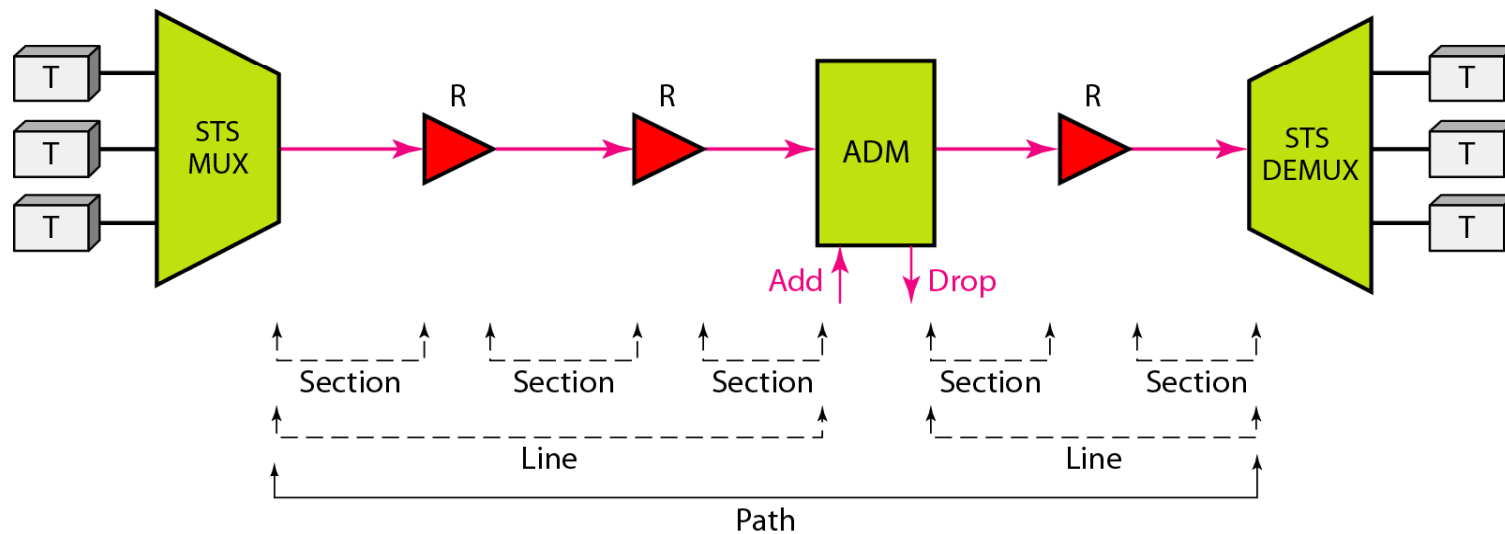 R R R
T T
STS
MUX
ADM
STS
DEMUX
T T
T T
Add Drop
Section Section Section Section Section
Line Line
Path